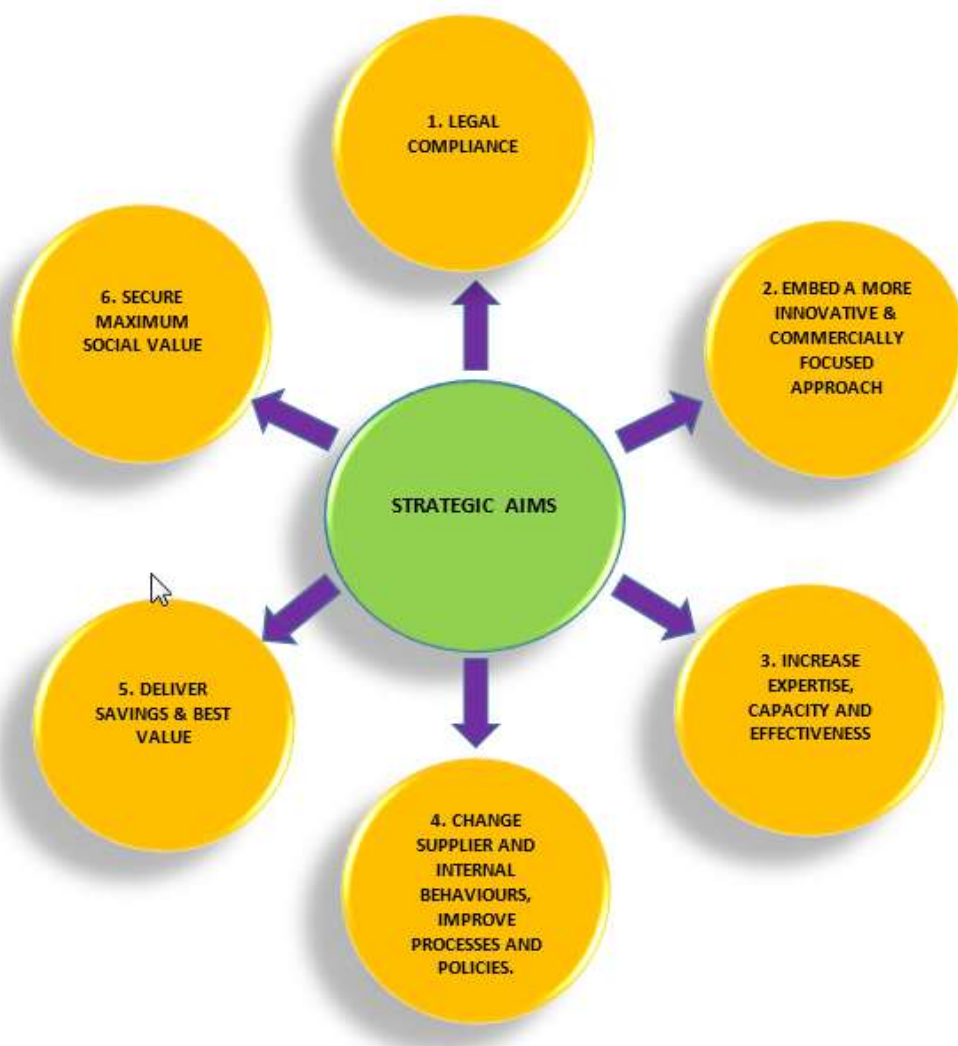 1. LEGAL
COMPLIANCE
2. EMBED A MORE
INNOVATIVE &
COMMERCIALLY
FOCUSED
APPROACH
6. SECURE
MAXIMUM
SOCIAL VALUE
STRATEGIC AIMS
3. INCREASE
EXPERTISE,
CAPACITY AND
EFFECTIVENESS
5. DELIVER
SAVINGS & BEST
VALUE
4. CHANGE
SUPPLIER AND
INTERNAL
BEHAVIOURS,
IMPROVE
PROCESSES AND
POLICIES.